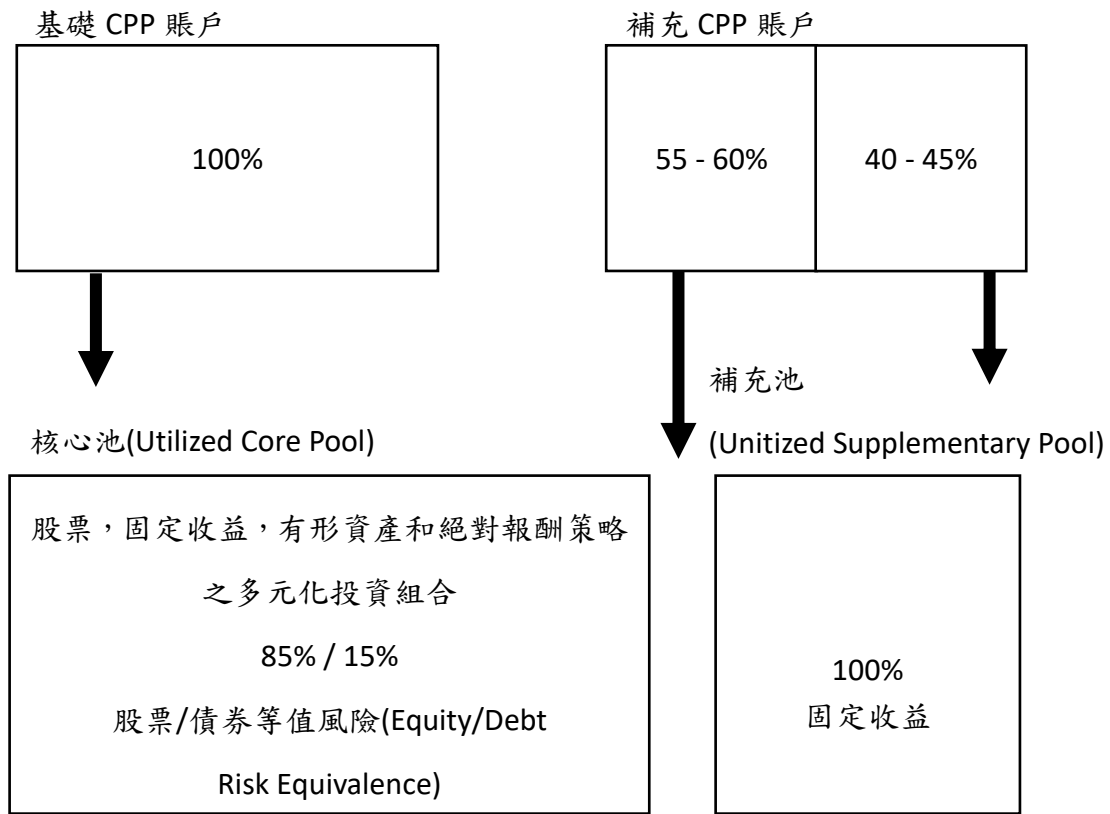 基礎 CPP 賬戶
補充 CPP 賬戶
100%
55 - 60%
40 - 45%
補充池
核心池(Utilized Core Pool)
(Unitized Supplementary Pool)
股票，固定收益，有形資產和絕對報酬策略
之多元化投資組合
85% / 15%
股票/債券等值風險(Equity/Debt
Risk Equivalence)
100%
固定收益